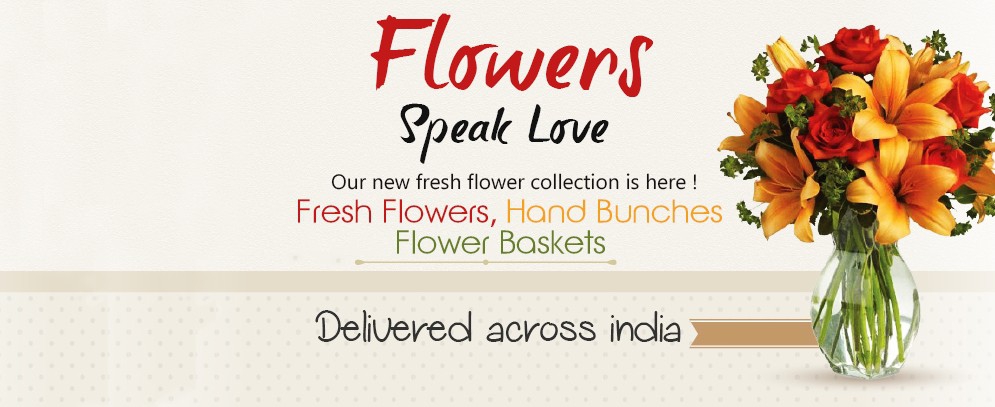 Flowers
Speak Love
Our new fresh flower collection is here !
Fresh Flowers, Hand Bunches
Flower Baskets
Delivered across india